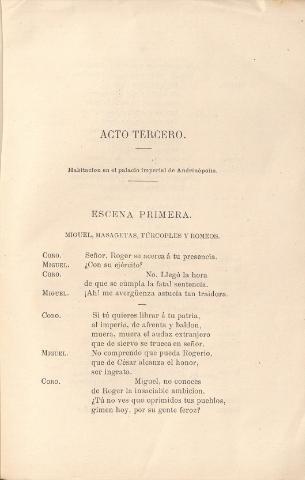 ACTO TERCERO.
Habitacion en el palacio imperial de Andrinópolis.
ESCENA PRIMERA.
MIGUEL, MASAGETAS, TÚRCOPLES Y ROMEOS.
CORO. Señor, Roger se acerca á tu presencia.
MIGUEL. ¿Con su ejército?
CORO. No. Llegó la hora
de que se cumpla la fatal sentencia.
MIGUEL. ¡Ah! me avergüenza astucia tan traidora.
CORO. Si tú quieres librar á tu patria,
al imperio, de afrenta y baldon,
muera, muera el audaz extranjero
que de siervo se trueca en señor.
MIGUEL. No comprendo que pueda Rogerio,
que de César alcanza el honor,
ser ingrato.
CORO. Miguel, no conoces
de Roger la insaciable ambicion.
¿Tú no ves que oprimidos tus pueblos,
gimen hoy, por su gente feroz?